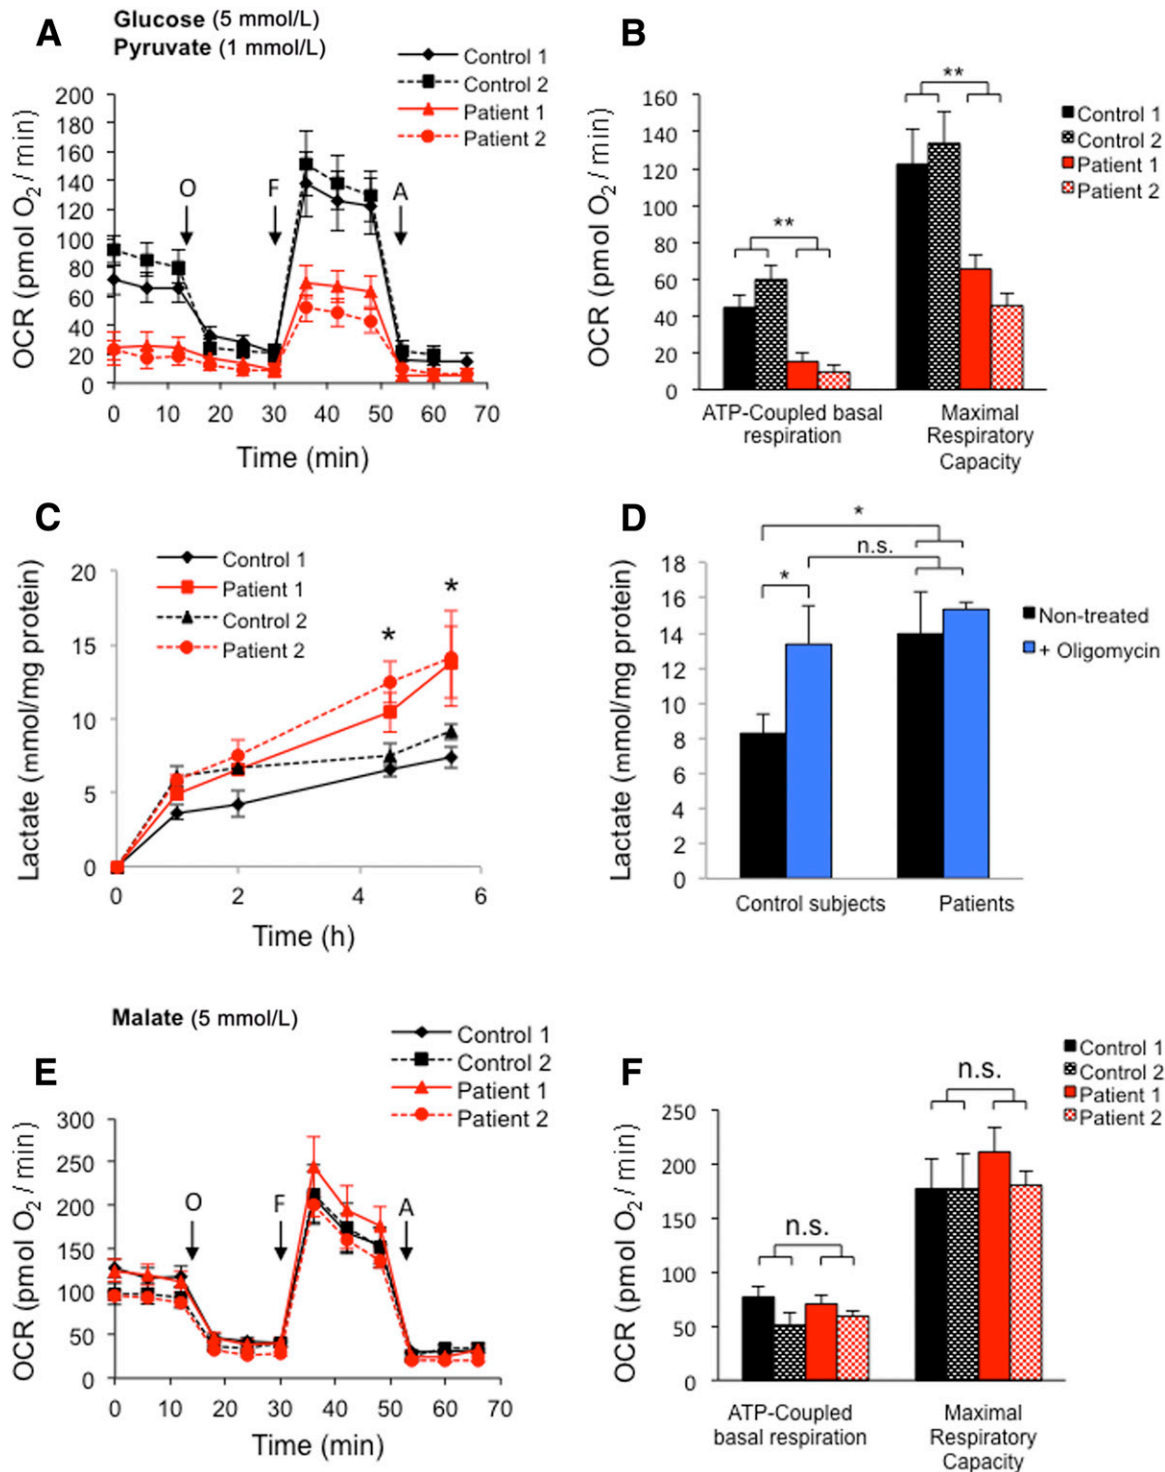 A
Glucose (5 mmol/L)
Pyruvate (1 mmol/L)
Control 1
Control 2
Patient 1
Patient 2
OCR (pmol O2 / min)
200
180
160
140
120
100
80
60
40
20
0
O
F
A
0 10 20 30 40 50 60 70
Time (min)
B
Control 1
Control 2
Patient 1
Patient 2
OCR (pmol O2 / min)
160
140
120
100
80
60
40
20
0
**
**
ATP-Coupled basal
respiration
Maximal
Respiratory
Capacity
C
Control 1
Patient 1
Control 2
Patient 2
Lactate (mmol/mg protein)
20
15
10
5
0
*
*
0 2 4 6
Time (h)
D
Non-treated
+ Oligomycin
Lactate (mmol/mg protein)
18
16
14
12
10
8
6
4
2
0
*
n.s.
*
Control subjects
Patients
E
Malate (5 mmol/L)
Control 1
Control 2
Patient 1
Patient 2
OCR (pmol O2 / min)
300
250
200
150
100
50
0
O
F
A
0 10 20 30 40 50 60 70
Time (min)
F
Control 1
Control 2
Patient 1
Patient 2
OCR (pmol O2 / min)
250
200
150
100
50
0
n.s.
n.s.
ATP-Coupled
basal respiration
Maximal
Respiratory
Capacity